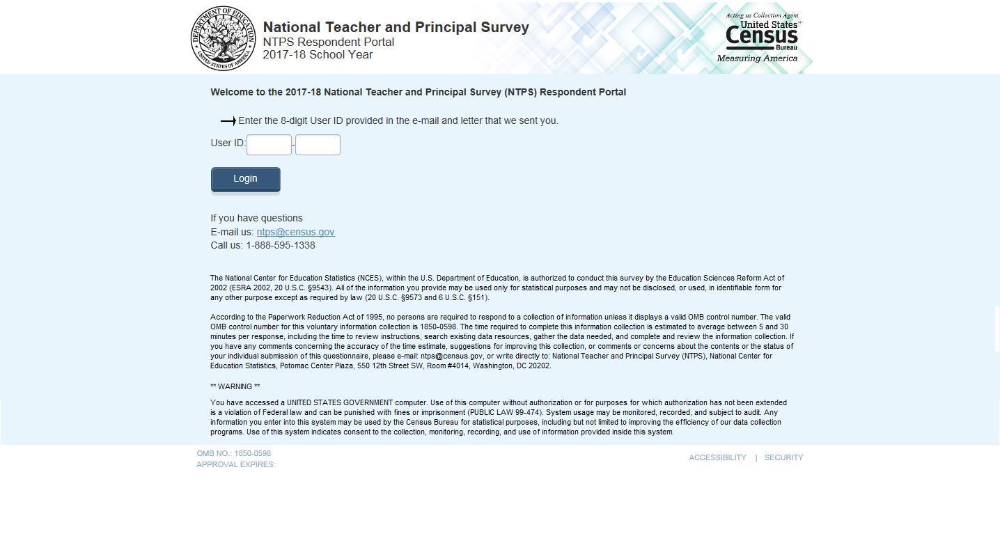 DEPARTMENT OF EDUCATION
UNITED STATES OF AMERICA
National Teacher and Principal Survey
NTPS Respondent Portal
2017-18 School Year
Acting as Collection Agent
United States™
Census
Bureau
Measuring America
Welcome to the 2017-18 National Teacher and Principal Survey (NTPS) Respondent Portal
Enter the 8-digit User ID provided in the e-mail and letter that we sent you.
User ID: -
Login
If you have questions
E-mail us: ntps@census.gov
Call us: 1-888-595-1338
The National Center for Education Statistics (NCES), within the U.S. Department of Education, is authorized to conduct this survey by the Education Sciences Reform Act of
2002 (ESRA 2002, 20 U.S.C. §9543). All of the information you provide may be used only for statistical purposes and may not be disclosed, or used, in identifiable form for
any other purpose except as required by law (20 U.S.C. §9573 and 6 U.S.C. §151).
According to the Paperwork Reduction Act of 1995, no persons are required to respond to a collection of information unless it displays a valid OMB control number. The valid
OMB control number for this voluntary information collection is 1850-0598. The time required to complete this information collection is estimated to average between 5 and 30
minutes per response, including the time to review instructions, search existing data resources, gather the data needed, and complete and review the information collection. If
you have any comments concerning the accuracy of the time estimate, suggestions for improving this collection, or comments or concerns about the contents or the status of
your individual submission of this questionnaire, please e-mail: ntps@census.gov, or write directly to: National Teacher and Principal Survey (NTPS), National Center for
Education Statistics, Potomac Center Plaza, 550 12th Street SW, Room #4014, Washington, DC 20202.
** WARNING **
You have accessed a UNITED STATES GOVERNMENT computer. Use of this computer without authorization or for purposes for which authorization has not been extended
is a violation of Federal law and can be punished with fines or imprisonment (PUBLIC LAW 99-474). System usage may be monitored, recorded, and subject to audit. Any
information you enter into this system may be used by the Census Bureau for statistical purposes, including but not limited to improving the efficiency of our data collection
programs. Use of this system indicates consent to the collection, monitoring, recording, and use of information provided inside this system.
OMB NO.: 1850-0598
APPROVAL EXPIRES:
ACCESSIBILITY | SECURITY